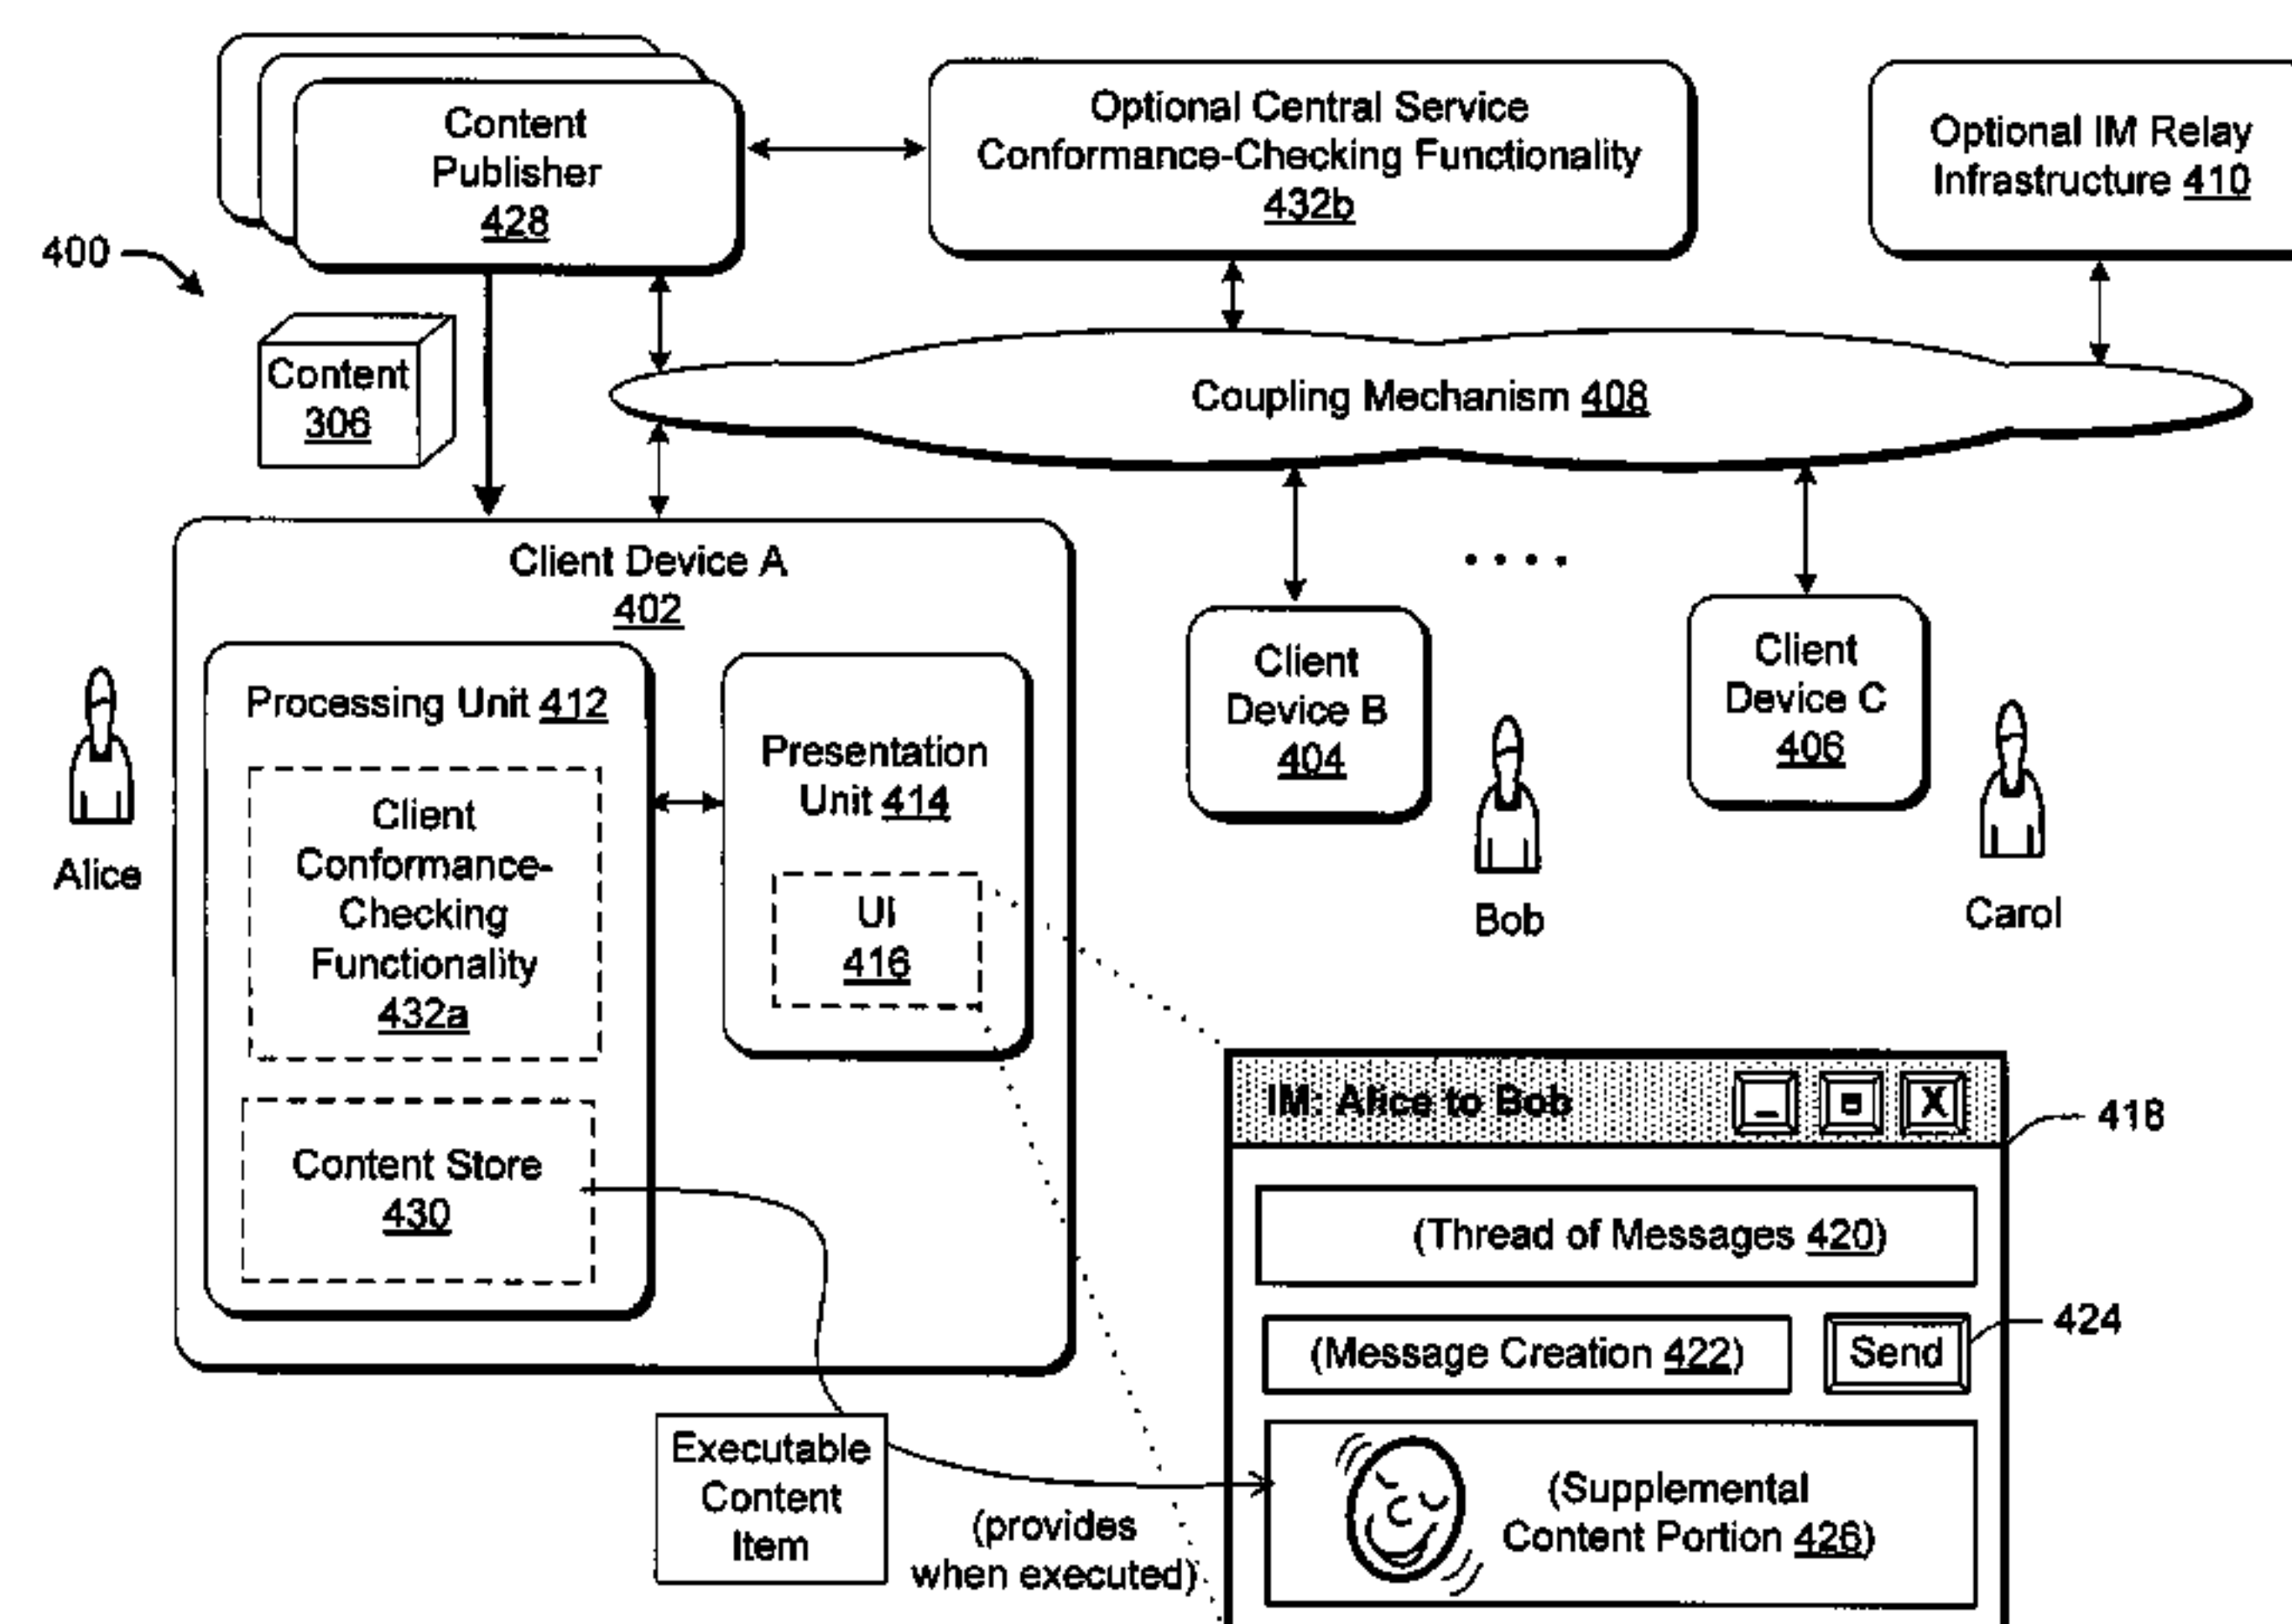 Content
Publisher
428
Optional Central Service
Conformance-Checking Functionality
432b
Optional IM Relay
Infrastructure 410
400
Content
306
Coupling Mechanism 408
Client Device A
402
Processing Unit 412
Client
Conformance-
Checking
Functionality
432a
Content Store
430
Presentation
Unit 414
UI
416
Alice
Client
Device B
404
Bob
. . . .
Client
Device C
406
Carol
IM: Alice to Bob
X
418
(Thread of Messages 420)
(Message Creation 422)
Send
424
(Supplemental
Content Portion 426)
Executable
Content
Item
(provides
when executed)